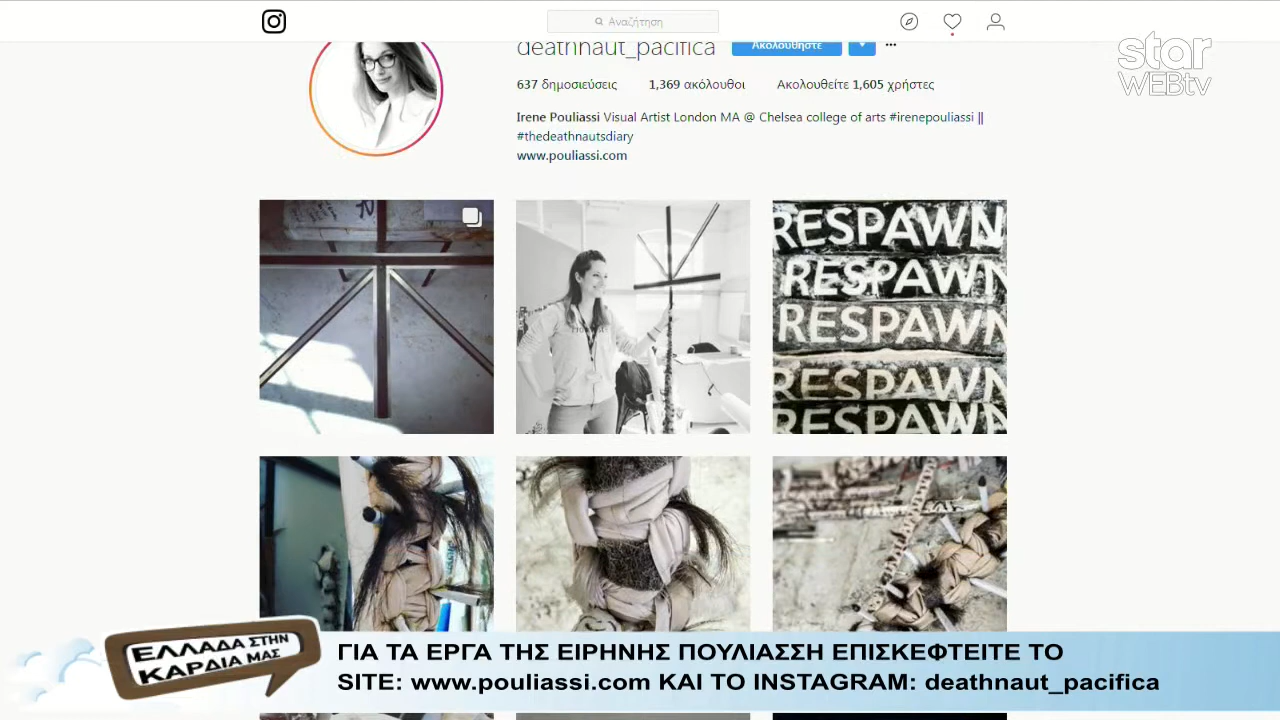 Αναζήτηση
deathnaut_pacifica Ακολουθήστε
star
WEBtv
637 δημοσιεύσεις 1,369 ακόλουθοι Ακολουθείτε 1,605 χρήστες
Irene Pouliassi Visual Artist London MA @ Chelsea college of arts #irenepouliassi ||
#thedeathnautsdiary
www.pouliassi.com
RESPAWN
RESPAWN
RESPAWN
RESPAWN
RESPAWN
ΕΛΛΑΔΑ ΣΤΗΝ
ΚΑΡΔΙΑ ΜΑΣ
ΓΙΑ ΤΑ ΕΡΓΑ ΤΗΣ ΕΙΡΗΝΗΣ ΠΟΥΛΙΑΣΣΗ ΕΠΙΣΚΕΦΤΕΙΤΕ ΤΟ
SITE: www.pouliassi.com ΚΑΙ ΤΟ INSTAGRAM: deathnaut_pacifica